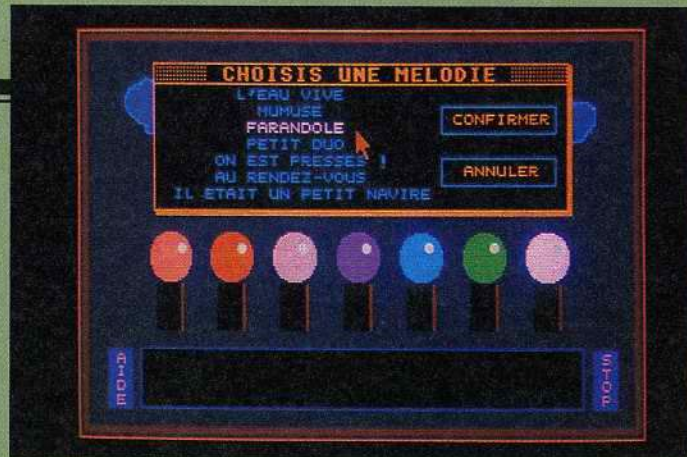 CHOISIS UNE MELODIE
L'EAU VIVE
MUMUSE
FARANDOLE
PETIT DUO
ON EST PRESSES !
AU RENDEZ-VOUS
IL ETAIT UN PETIT NAVIRE
CONFIRMER
ANNULER
AIDE
STOP